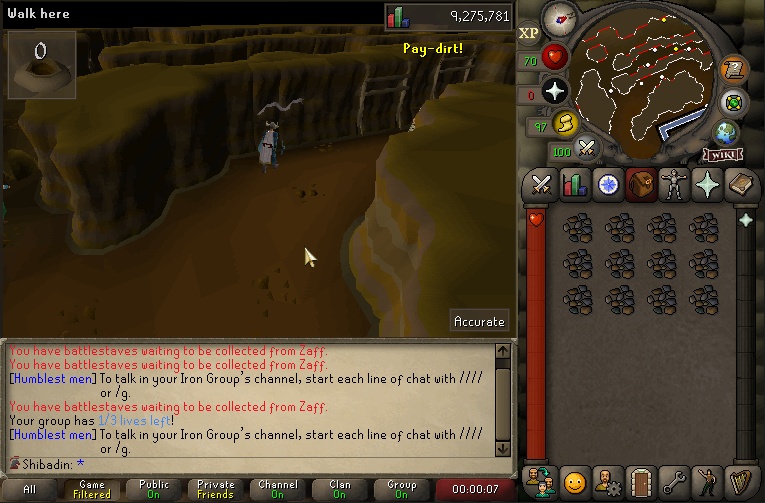 Walk here
9,275,781
0
Pay-dirt!
XP
70
0
97
100
WIKI
Accurate
You have battlestaves waiting to be collected from Zaff.
You have battlestaves waiting to be collected from Zaff.
[Humblest men] To talk in your Iron Group's channel, start each line of chat with ////
or /g.
You have battlestaves waiting to be collected from Zaff.
Your group has 1/3 lives left!
[Humblest men] To talk in your Iron Group's channel, start each line of chat with ////
or /g.
Shibadin: *
All
Game
Filtered
Public
On
Private
Friends
Channel
On
Clan
On
Group
On
00:00:07